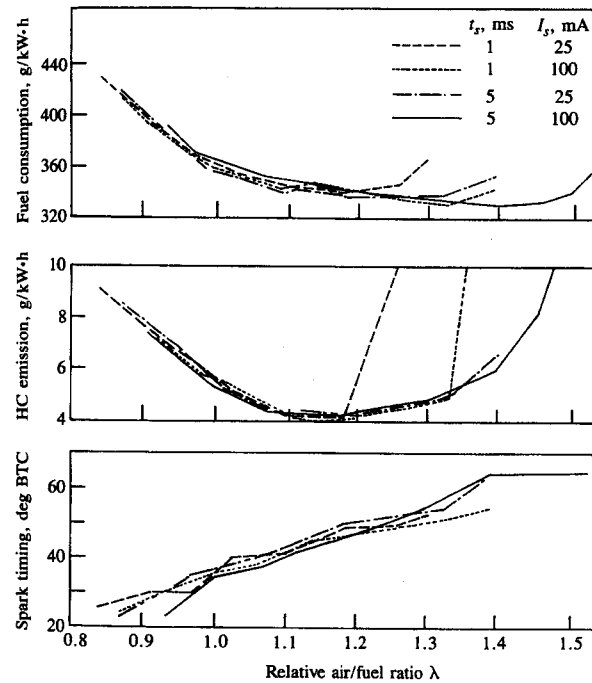 t_s, ms I_s, mA
1 25
1 100
5 25
5 100
Fuel consumption, g/kW·h
440
400
360
320
HC emission, g/kW·h
10
8
6
4
Spark timing, deg BTC
60
40
20
0.8 0.9 1.0 1.1 1.2 1.3 1.4 1.5
Relative air/fuel ratio λ